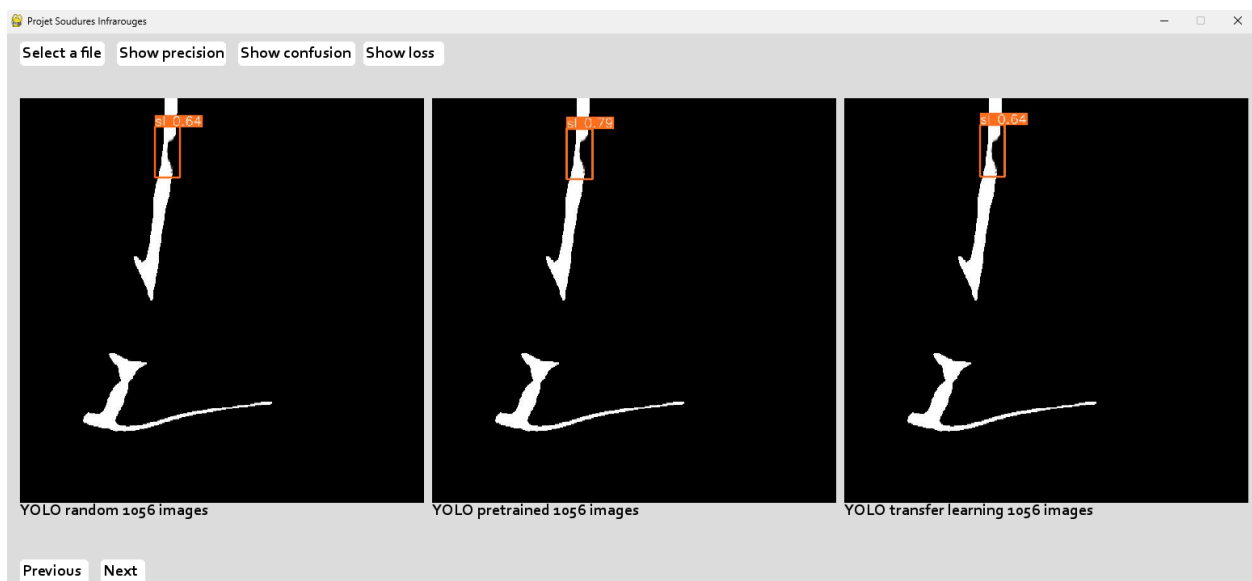 Projet Soudures Infrarouges
Select a file Show precision Show confusion Show loss
sl 0.64 sl 0.79 sl 0.64
YOLO random 1056 images YOLO pretrained 1056 images YOLO transfer learning 1056 images
Previous Next